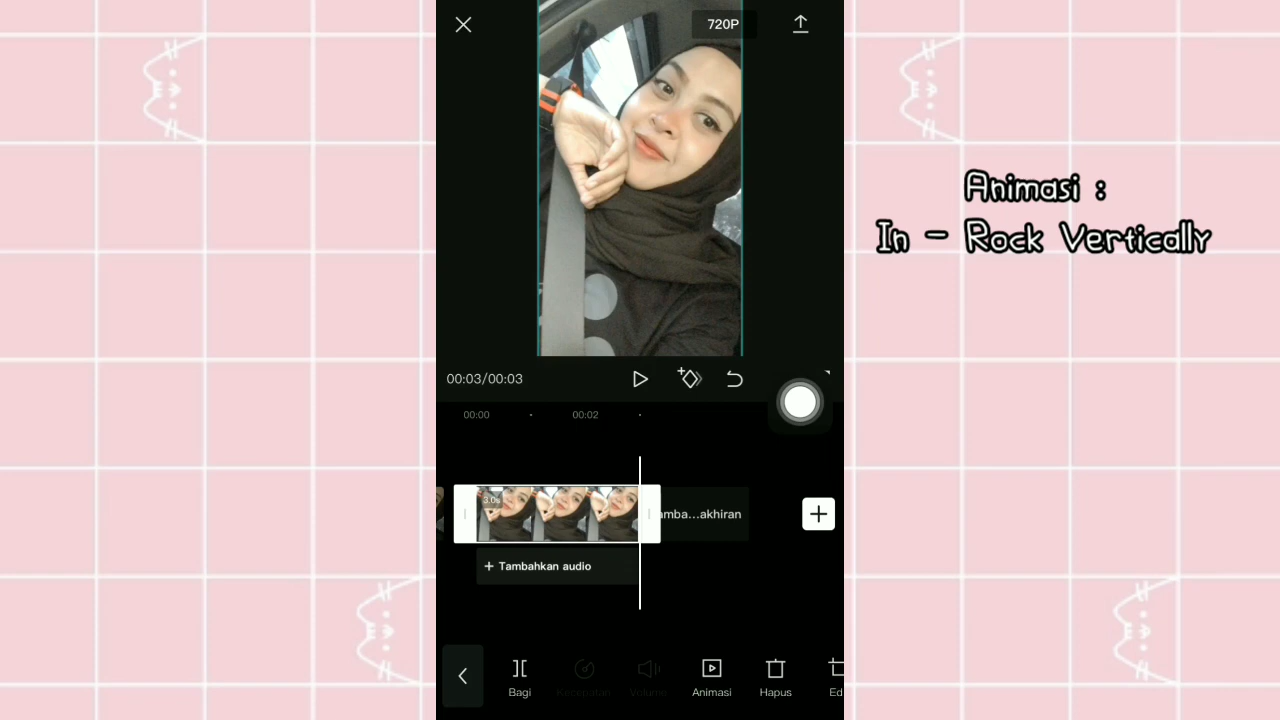 720P
Animasi :
In - Rock Vertically
00:03/00:03
00:00
00:02
3.0s
amba...akhiran
+ Tambahkan audio
Bagi
Kecepatan
Volume
Animasi
Hapus
Ed